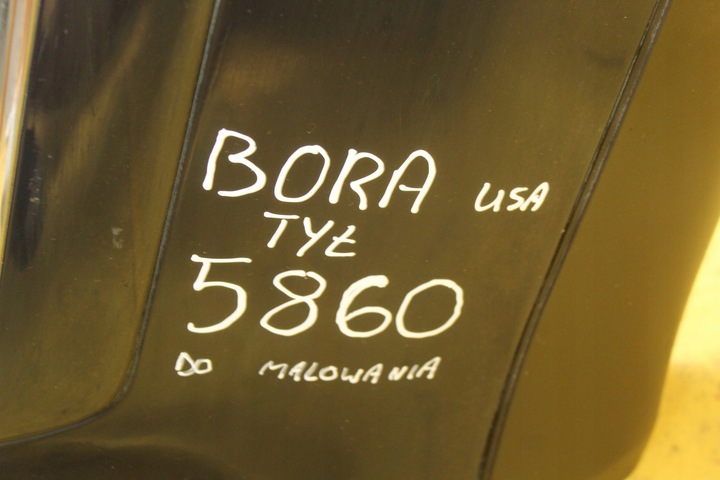 BORA USA
TYŁ
5860
DO MALOWANIA